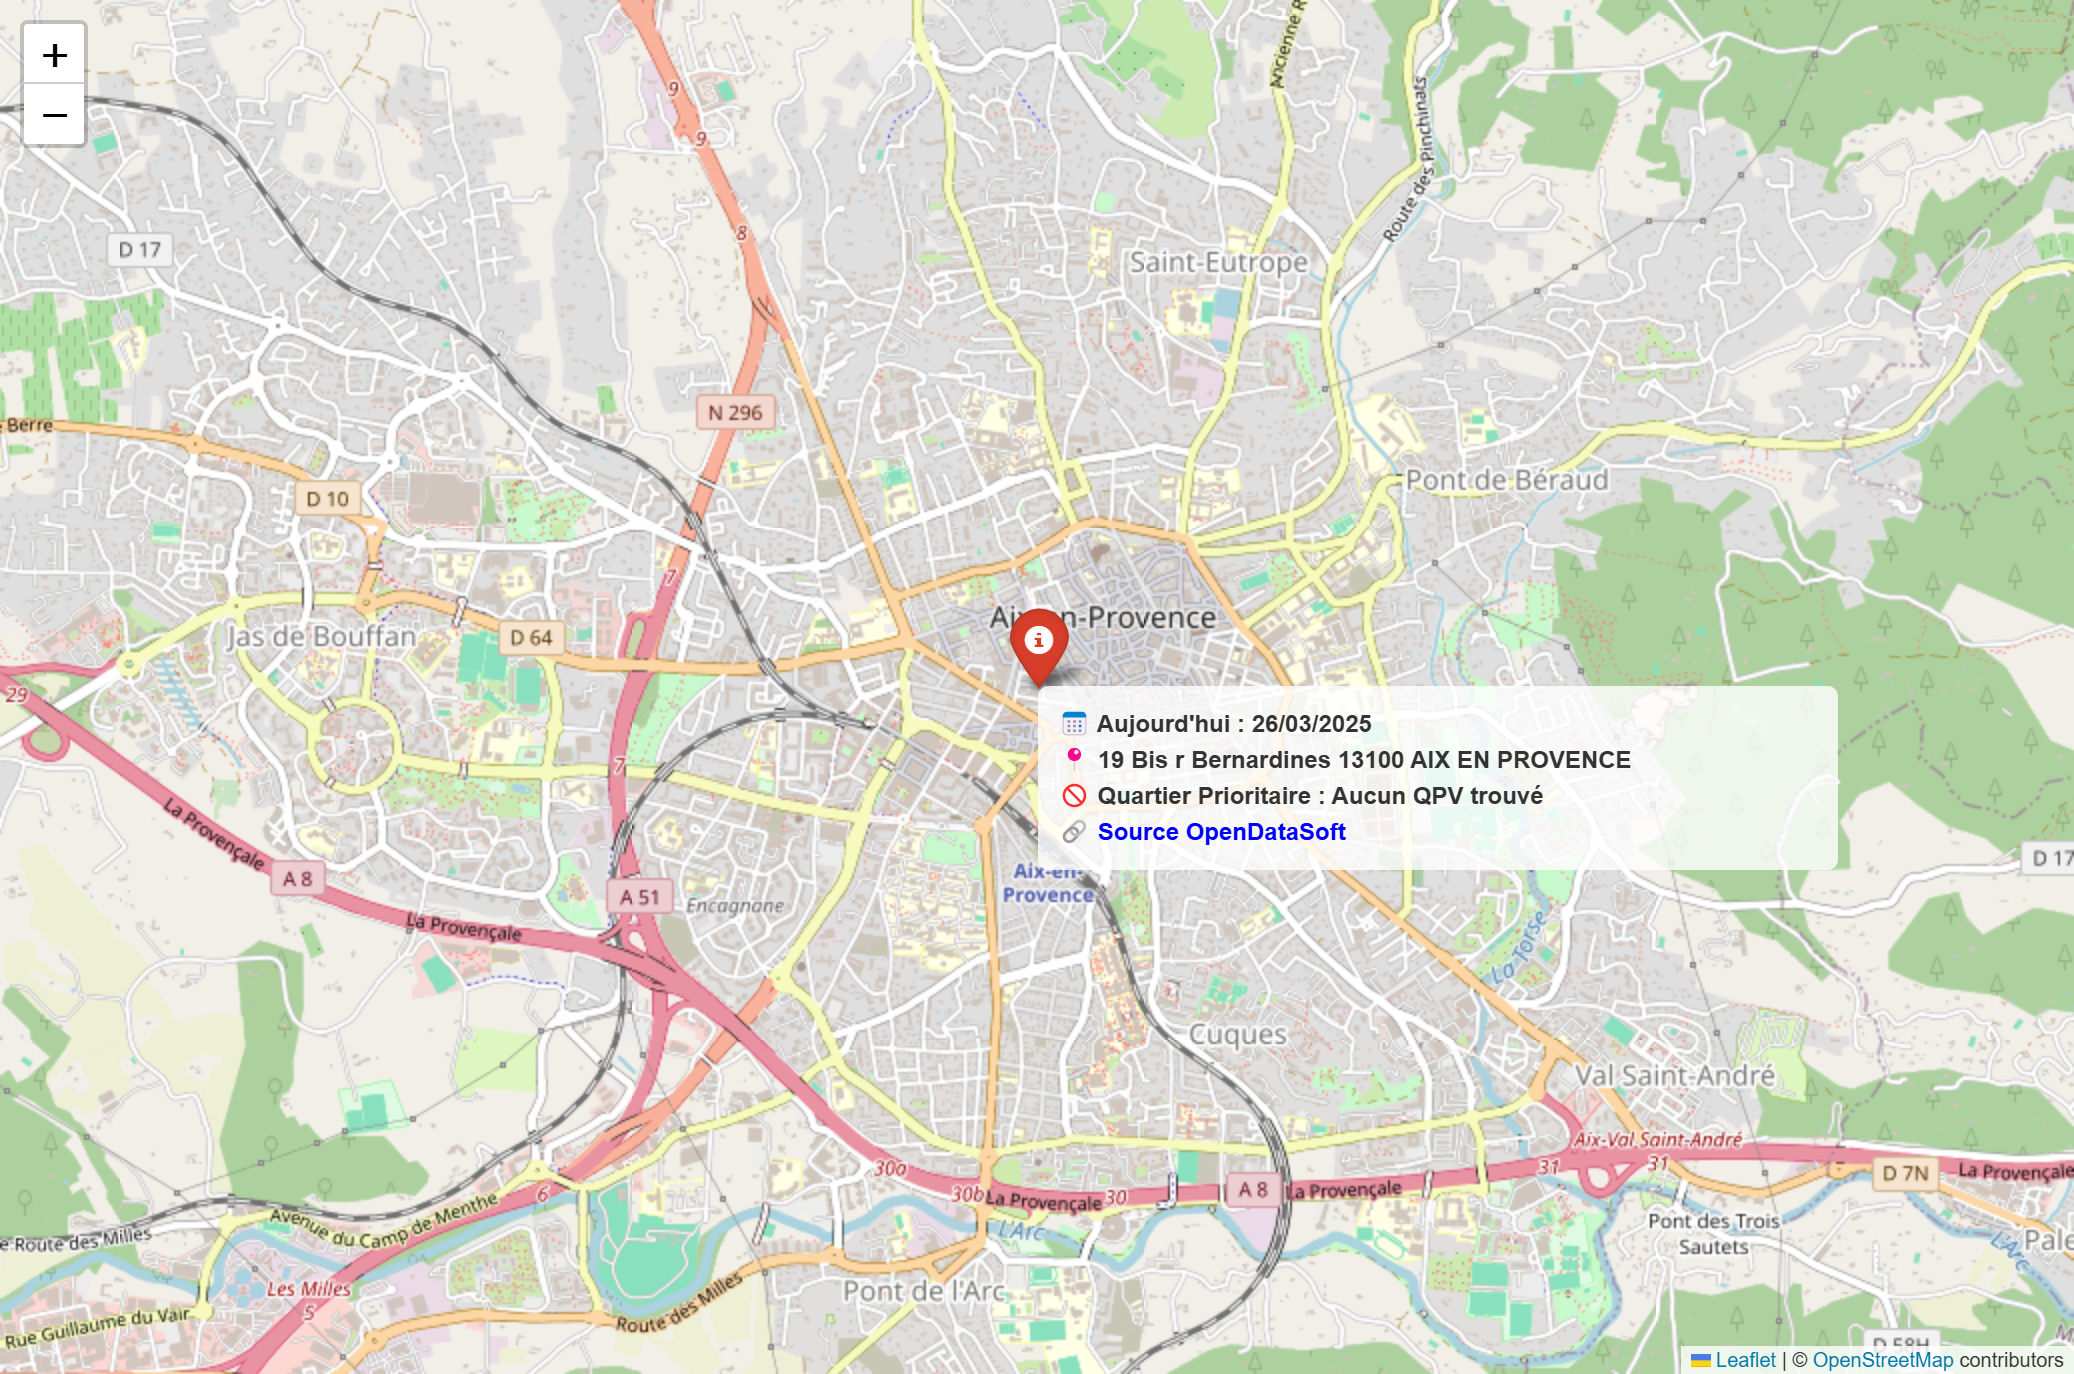 +
−
Ancienne R
9
9
Route des Pinchinats
8
D 17
Saint-Eutrope
N 296
Berre
Pont de Béraud
D 10
7
Aix-en-Provence
Jas de Bouffan
D 64
29
Aujourd'hui : 26/03/2025
19 Bis r Bernardines 13100 AIX EN PROVENCE
Quartier Prioritaire : Aucun QPV trouvé
Source OpenDataSoft
7
La Provençale
A 8
A 51
Encagnane
Aix-en-
Provence
D 17
La Provençale
La Torse
Cuques
Val Saint-André
Aix-Val Saint-André
31
31
30a
30b
La Provençale
30
A 8
La Provençale
D 7N
La Provençale
6
Avenue du Camp de Menthe
e Route des Milles
L'Arc
Pont des Trois
Sautets
L'Arc
Pale
Les Milles
5
Pont de l'Arc
Route des Milles
Rue Guillaume du Vair
D 58H
Leaflet | © OpenStreetMap contributors